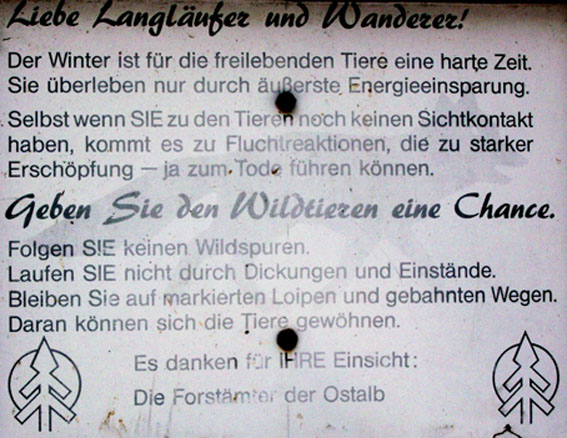 Liebe Langläufer und Wanderer!
Der Winter ist für die freilebenden Tiere eine harte Zeit.
Sie überleben nur durch äußerste Energieeinsparung.
Selbst wenn SIE zu den Tieren noch keinen Sichtkontakt
haben, kommt es zu Fluchtreaktionen, die zu starker
Erschöpfung — ja zum Tode führen können.
Geben Sie den Wildtieren eine Chance.
Folgen SIE keinen Wildspuren.
Laufen SIE nicht durch Dickungen und Einstände.
Bleiben Sie auf markierten Loipen und gebahnten Wegen.
Daran können sich die Tiere gewöhnen.
Es danken für IHRE Einsicht:
Die Forstämter der Ostalb